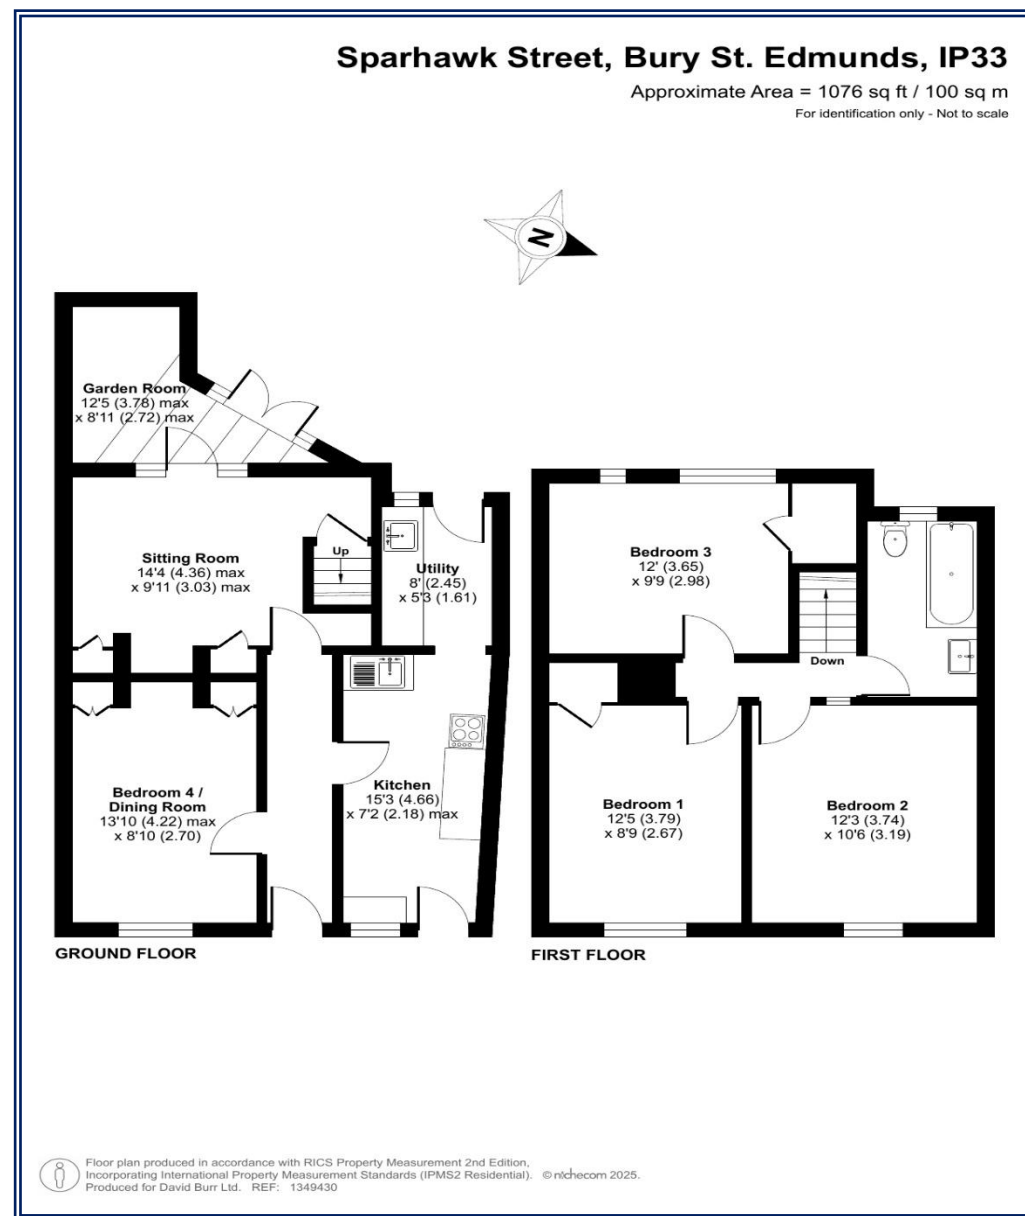 Sparhawk Street, Bury St. Edmunds, IP33
Approximate Area = 1076 sq ft / 100 sq m
For identification only - Not to scale
N
Garden Room
12'5 (3.78) max
x 8'11 (2.72) max
Sitting Room
14'4 (4.36) max
x 9'11 (3.03) max
Up
Utility
8' (2.45)
x 5'3 (1.61)
Bedroom 4 /
Dining Room
13'10 (4.22) max
x 8'10 (2.70)
Kitchen
15'3 (4.66)
x 7'2 (2.18) max
GROUND FLOOR
Bedroom 3
12' (3.65)
x 9'9 (2.98)
Down
Bedroom 1
12'5 (3.79)
x 8'9 (2.67)
Bedroom 2
12'3 (3.74)
x 10'6 (3.19)
FIRST FLOOR
Floor plan produced in accordance with RICS Property Measurement 2nd Edition,
Incorporating International Property Measurement Standards (IPMS2 Residential). © nichecom 2025.
Produced for David Burr Ltd. REF: 1349430